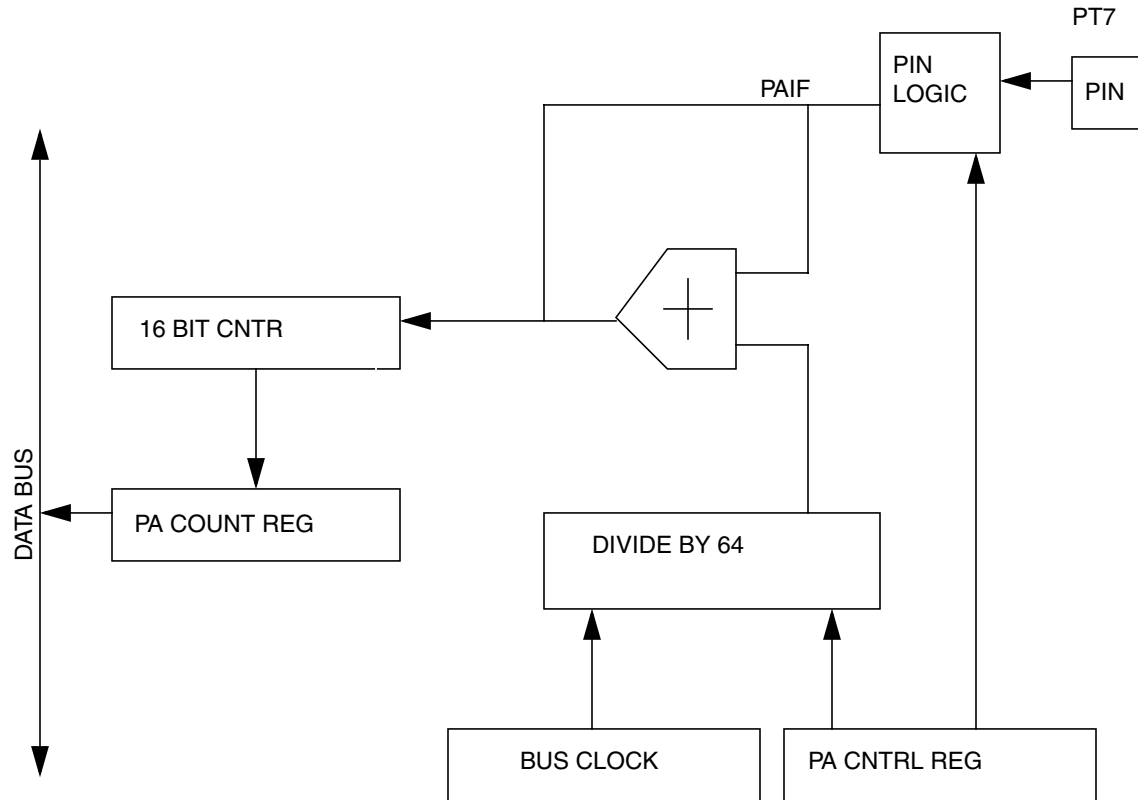 PT7
PIN
LOGIC
PIN
PAIF
16 BIT CNTR
DATA BUS
PA COUNT REG
DIVIDE BY 64
BUS CLOCK
PA CNTRL REG